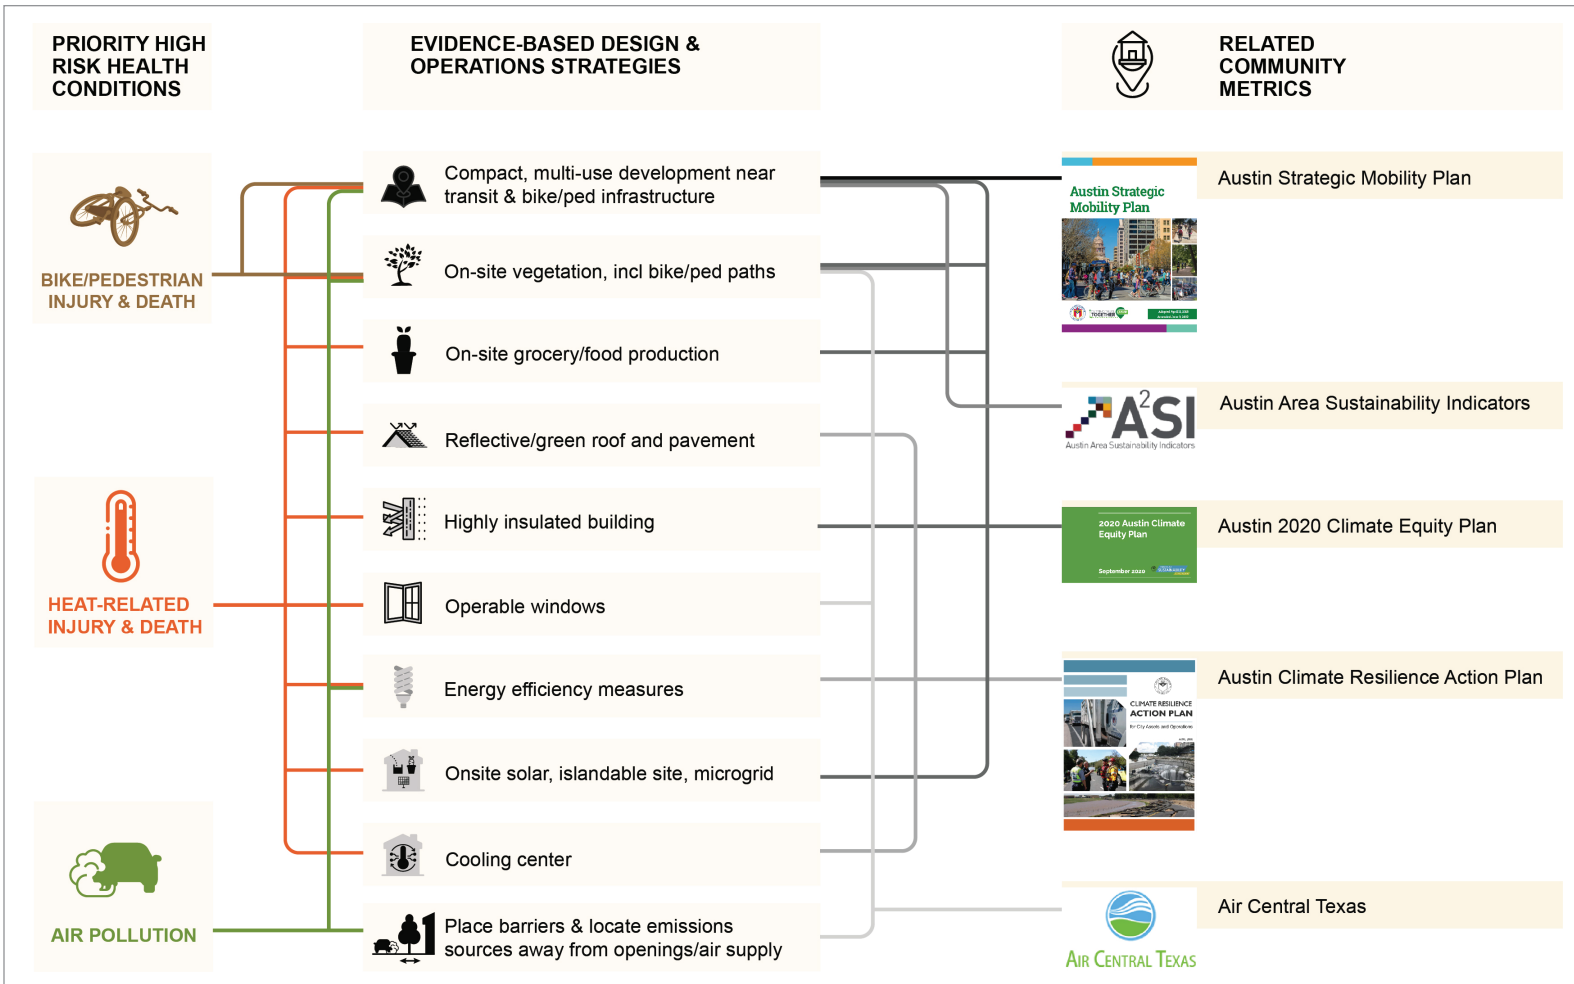 PRIORITY HIGH
RISK HEALTH
CONDITIONS
EVIDENCE-BASED DESIGN &
OPERATIONS STRATEGIES
RELATED
COMMUNITY
METRICS
BIKE/PEDESTRIAN
INJURY & DEATH
HEAT-RELATED
INJURY & DEATH
AIR POLLUTION
Compact, multi-use development near
transit & bike/ped infrastructure
On-site vegetation, incl bike/ped paths
On-site grocery/food production
Reflective/green roof and pavement
Highly insulated building
Operable windows
Energy efficiency measures
Onsite solar, islandable site, microgrid
Cooling center
Place barriers & locate emissions
sources away from openings/air supply
Austin Strategic
Mobility Plan
TOGETHER
Austin Strategic Mobility Plan
A2SI
Austin Area Sustainability Indicators
Austin Area Sustainability Indicators
2020 Austin Climate
Equity Plan
September 2020
Austin 2020 Climate Equity Plan
CLIMATE RESILIENCE
ACTION PLAN
for City Assets and Operations
Austin Climate Resilience Action Plan
AIR CENTRAL TEXAS
Air Central Texas